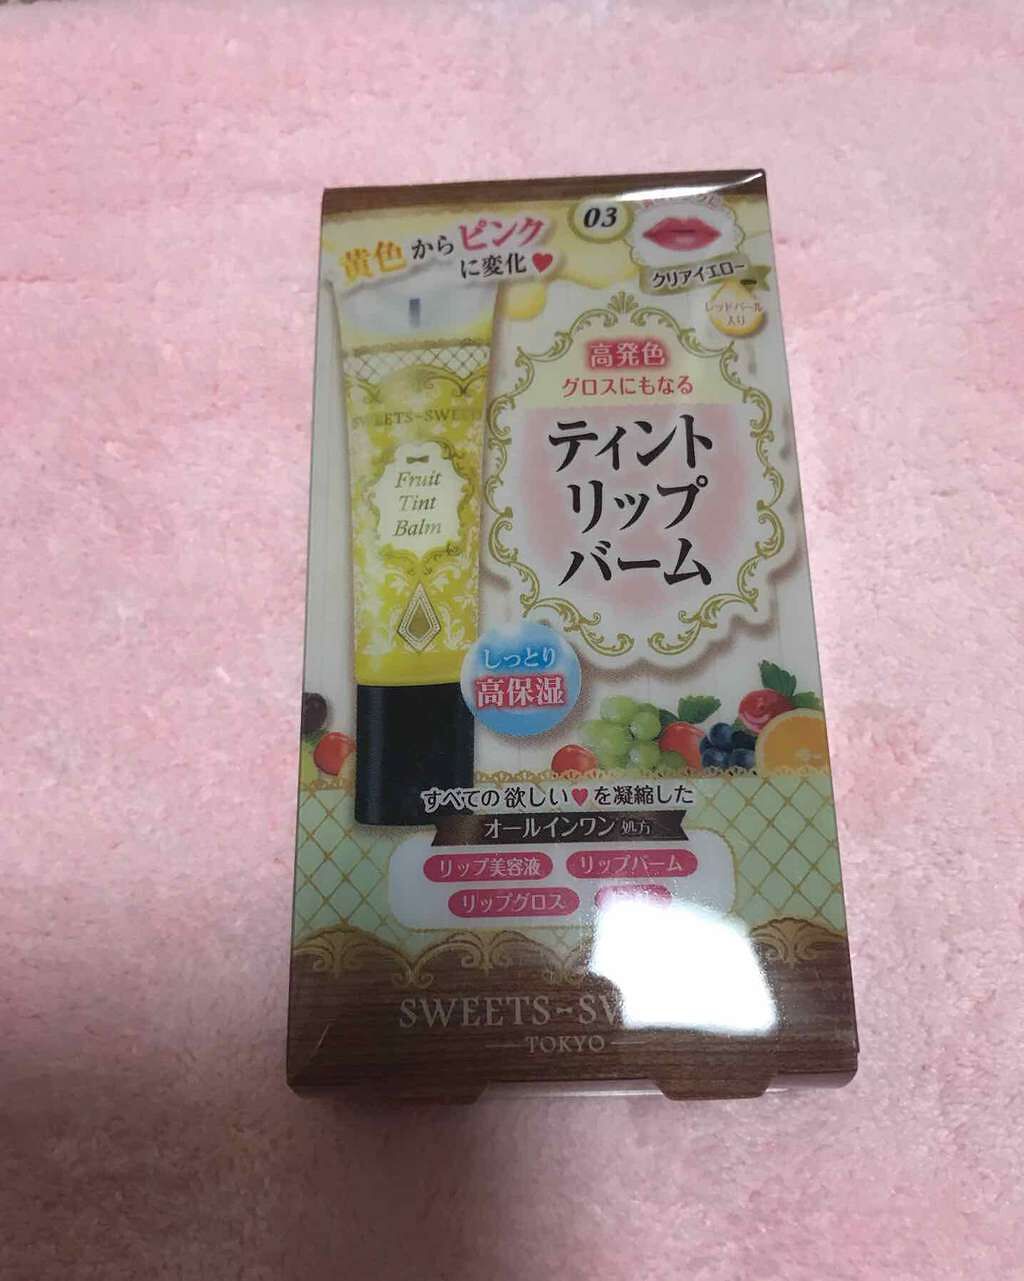 黄色からピンク
に変化♥
03
クリアイエロー
レッドパール
入り
高発色
グロスにもなる
ティント
リップ
バーム
SWEETS~SWEETS
Fruit
Tint
Balm
しっとり
高保湿
すべての欲しい♥を凝縮した
オールインワン処方
リップ美容液
リップバーム
リップグロス
SWEETS~SW
TOKYO